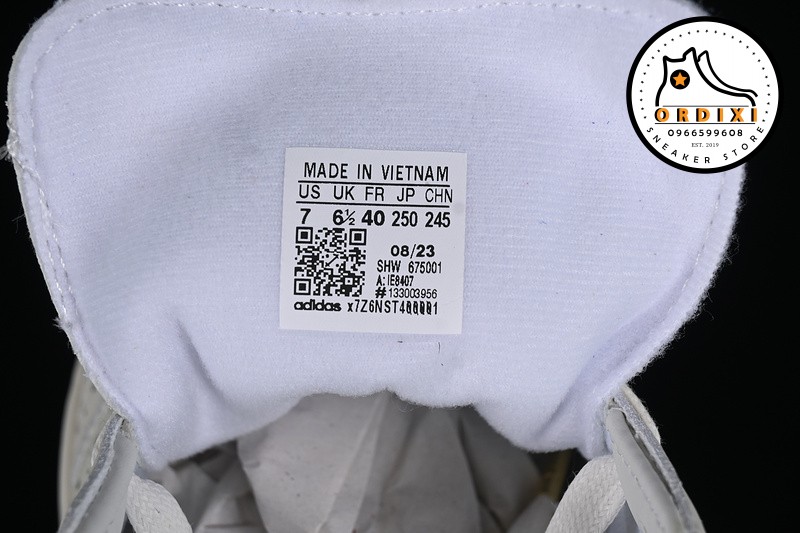 ORDIXI
0966599608
EST. 2019
SNEAKER STORE
MADE IN VIETNAM
US UK FR JP CHN
7 6½ 40 250 245
08/23
SHW 675001
A: IE8407
#133003956
adidas